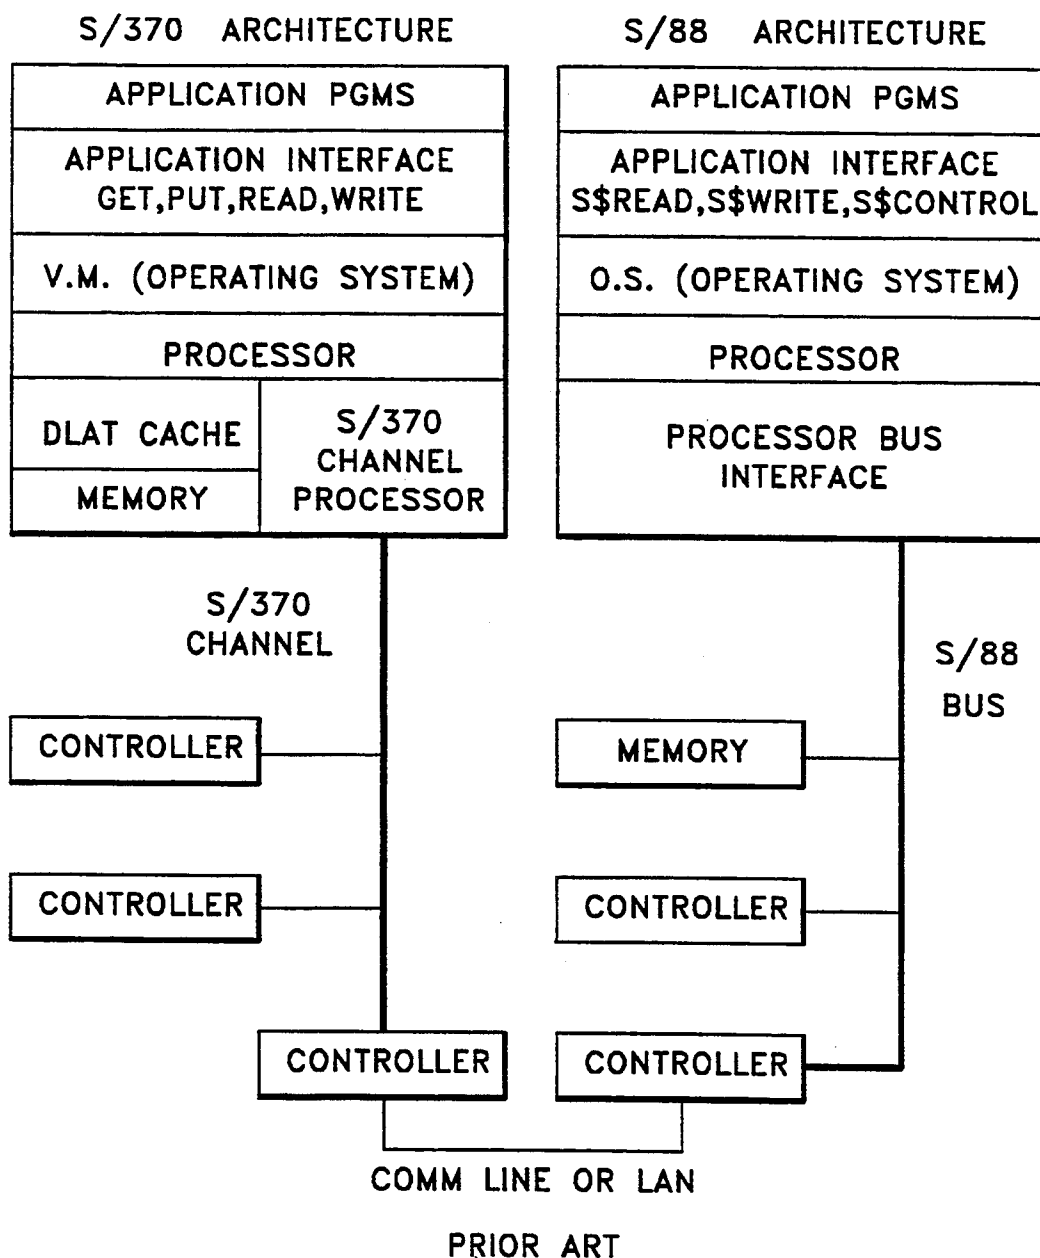 S/370 ARCHITECTURE
APPLICATION PGMS
APPLICATION INTERFACE
GET,PUT,READ,WRITE
V.M. (OPERATING SYSTEM)
PROCESSOR
DLAT CACHE
MEMORY
S/370
CHANNEL
PROCESSOR
S/370
CHANNEL
CONTROLLER
CONTROLLER
CONTROLLER
S/88 ARCHITECTURE
APPLICATION PGMS
APPLICATION INTERFACE
S$READ,S$WRITE,S$CONTROL
O.S. (OPERATING SYSTEM)
PROCESSOR
PROCESSOR BUS
INTERFACE
S/88
BUS
MEMORY
CONTROLLER
CONTROLLER
COMM LINE OR LAN
PRIOR ART